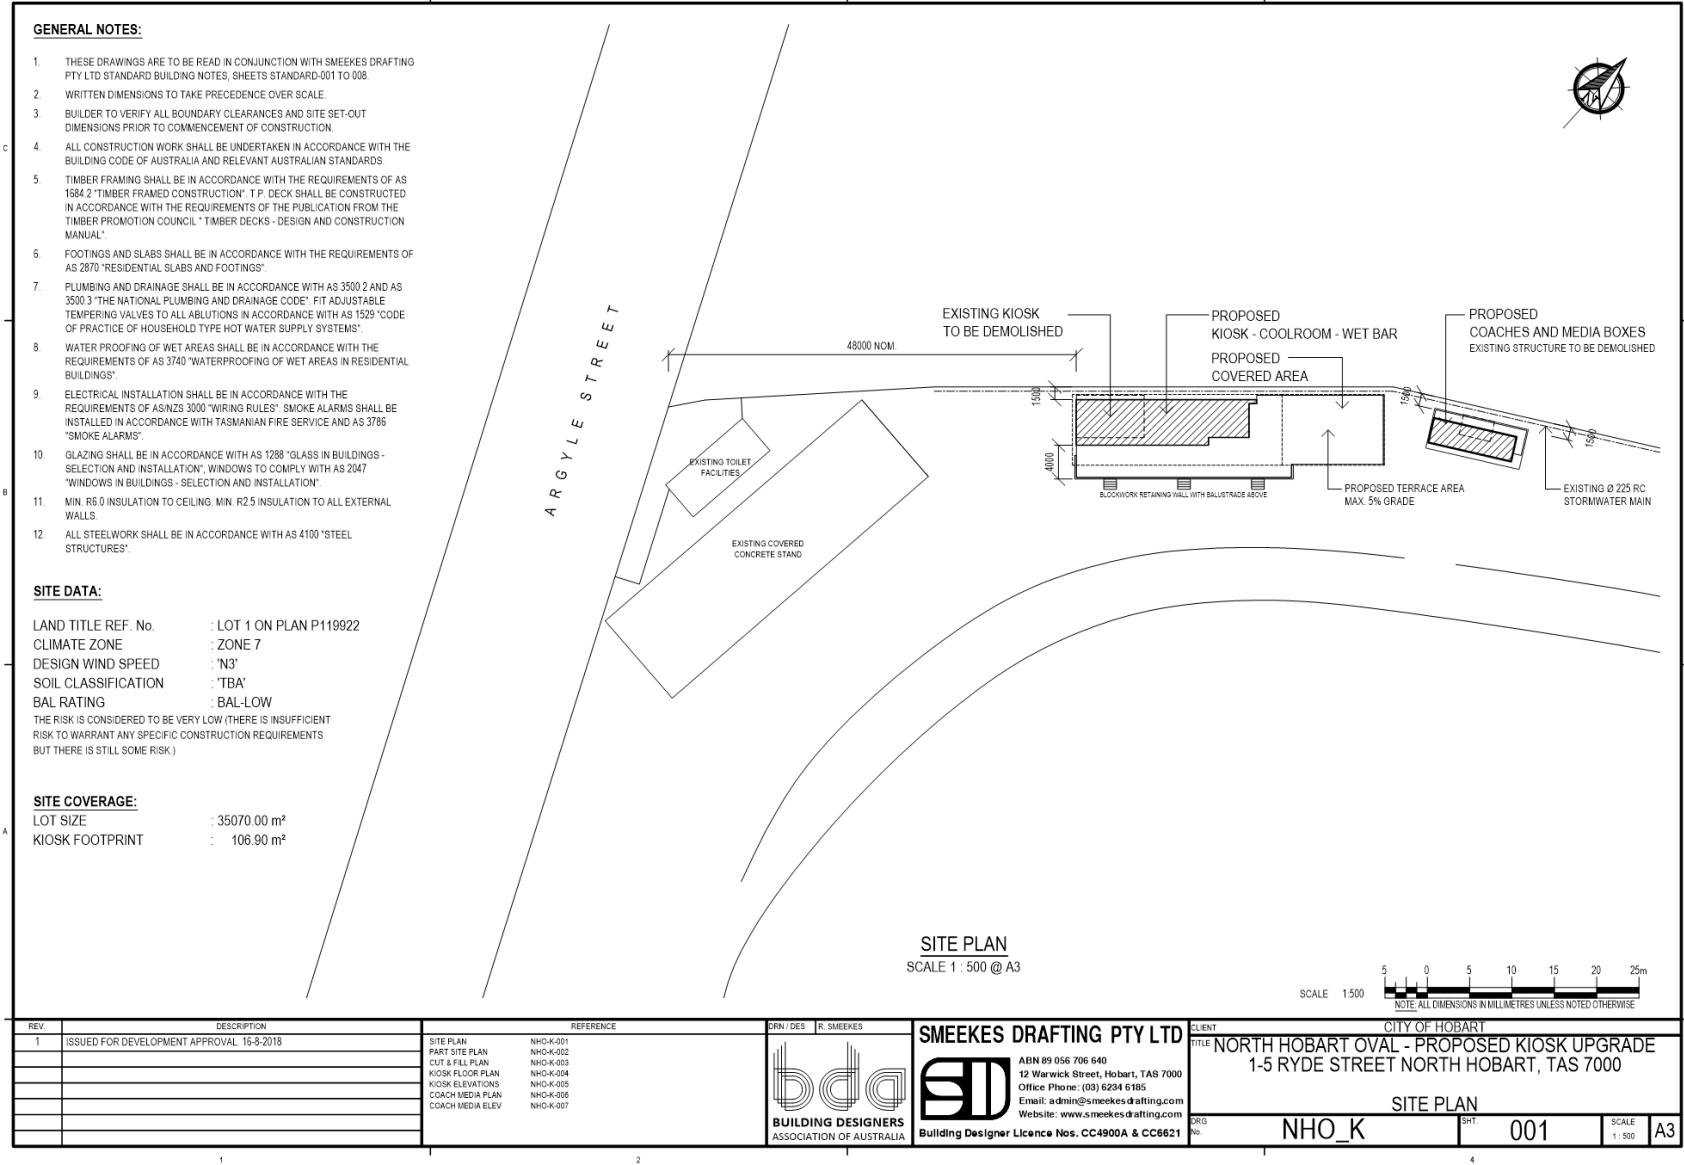 GENERAL NOTES:
1. THESE DRAWINGS ARE TO BE READ IN CONJUNCTION WITH SMEEKES DRAFTING
PTY LTD STANDARD BUILDING NOTES, SHEETS STANDARD-001 TO 008.
2. WRITTEN DIMENSIONS TO TAKE PRECEDENCE OVER SCALE.
3. BUILDER TO VERIFY ALL BOUNDARY CLEARANCES AND SITE SET-OUT
DIMENSIONS PRIOR TO COMMENCEMENT OF CONSTRUCTION.
4. ALL CONSTRUCTION WORK SHALL BE UNDERTAKEN IN ACCORDANCE WITH THE
BUILDING CODE OF AUSTRALIA AND RELEVANT AUSTRALIAN STANDARDS.
5. TIMBER FRAMING SHALL BE IN ACCORDANCE WITH THE REQUIREMENTS OF AS
1684.2 "TIMBER FRAMED CONSTRUCTION". T.P. DECK SHALL BE CONSTRUCTED
IN ACCORDANCE WITH THE REQUIREMENTS OF THE PUBLICATION FROM THE
TIMBER PROMOTION COUNCIL " TIMBER DECKS - DESIGN AND CONSTRUCTION
MANUAL".
6. FOOTINGS AND SLABS SHALL BE IN ACCORDANCE WITH THE REQUIREMENTS OF
AS 2870 "RESIDENTIAL SLABS AND FOOTINGS".
7. PLUMBING AND DRAINAGE SHALL BE IN ACCORDANCE WITH AS 3500.2 AND AS
3500.3 "THE NATIONAL PLUMBING AND DRAINAGE CODE". FIT ADJUSTABLE
TEMPERING VALVES TO ALL ABLUTIONS IN ACCORDANCE WITH AS 1529 "CODE
OF PRACTICE OF HOUSEHOLD TYPE HOT WATER SUPPLY SYSTEMS".
8. WATER PROOFING OF WET AREAS SHALL BE IN ACCORDANCE WITH THE
REQUIREMENTS OF AS 3740 "WATERPROOFING OF WET AREAS IN RESIDENTIAL
BUILDINGS".
9. ELECTRICAL INSTALLATION SHALL BE IN ACCORDANCE WITH THE
REQUIREMENTS OF AS/NZS 3000 "WIRING RULES". SMOKE ALARMS SHALL BE
INSTALLED IN ACCORDANCE WITH TASMANIAN FIRE SERVICE AND AS 3786
"SMOKE ALARMS".
10. GLAZING SHALL BE IN ACCORDANCE WITH AS 1288 "GLASS IN BUILDINGS -
SELECTION AND INSTALLATION", WINDOWS TO COMPLY WITH AS 2047
"WINDOWS IN BUILDINGS - SELECTION AND INSTALLATION".
11. MIN. R6.0 INSULATION TO CEILING. MIN. R2.5 INSULATION TO ALL EXTERNAL
WALLS.
12. ALL STEELWORK SHALL BE IN ACCORDANCE WITH AS 4100 "STEEL
STRUCTURES".
SITE DATA:
LAND TITLE REF. No. : LOT 1 ON PLAN P119922
CLIMATE ZONE : ZONE 7
DESIGN WIND SPEED : 'N3'
SOIL CLASSIFICATION : 'TBA'
BAL RATING : BAL-LOW
THE RISK IS CONSIDERED TO BE VERY LOW (THERE IS INSUFFICIENT
RISK TO WARRANT ANY SPECIFIC CONSTRUCTION REQUIREMENTS
BUT THERE IS STILL SOME RISK.)
SITE COVERAGE:
LOT SIZE : 35070.00 m²
KIOSK FOOTPRINT : 106.90 m²
ARGYLE STREET
48000 NOM.
EXISTING KIOSK
TO BE DEMOLISHED
PROPOSED
KIOSK - COOLROOM - WET BAR
PROPOSED
COVERED AREA
PROPOSED
COACHES AND MEDIA BOXES
EXISTING STRUCTURE TO BE DEMOLISHED
1500
1500
1500
4000
EXISTING TOILET
FACILITIES
EXISTING COVERED
CONCRETE STAND
BLOCKWORK RETAINING WALL WITH BALUSTRADE ABOVE
PROPOSED TERRACE AREA
MAX. 5% GRADE
EXISTING Ø 225 RC
STORMWATER MAIN
SITE PLAN
SCALE 1 : 500 @ A3
5 0 5 10 15 20 25m
SCALE 1:500
NOTE: ALL DIMENSIONS IN MILLIMETRES UNLESS NOTED OTHERWISE
C
B
A
REV. DESCRIPTION
1 ISSUED FOR DEVELOPMENT APPROVAL. 16-8-2018
REFERENCE
SITE PLAN NHO-K-001
PART SITE PLAN NHO-K-002
CUT & FILL PLAN NHO-K-003
KIOSK FLOOR PLAN NHO-K-004
KIOSK ELEVATIONS NHO-K-005
COACH MEDIA PLAN NHO-K-006
COACH MEDIA ELEV NHO-K-007
DRN / DES R. SMEEKES
bda
BUILDING DESIGNERS
ASSOCIATION OF AUSTRALIA
SMEEKES DRAFTING PTY LTD
SD
ABN 89 056 706 640
12 Warwick Street, Hobart, TAS 7000
Office Phone: (03) 6234 6185
Email: admin@smeekesdrafting.com
Website: www.smeekesdrafting.com
Building Designer Licence Nos. CC4900A & CC6621
CLIENT CITY OF HOBART
TITLE NORTH HOBART OVAL - PROPOSED KIOSK UPGRADE
1-5 RYDE STREET NORTH HOBART, TAS 7000
SITE PLAN
DRG No. NHO_K
SHT. 001
SCALE
1 : 500
A3
1 2 4